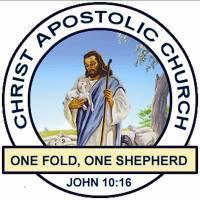 CHRIST APOSTOLIC CHURCH
ONE FOLD, ONE SHEPHERD
JOHN 10:16